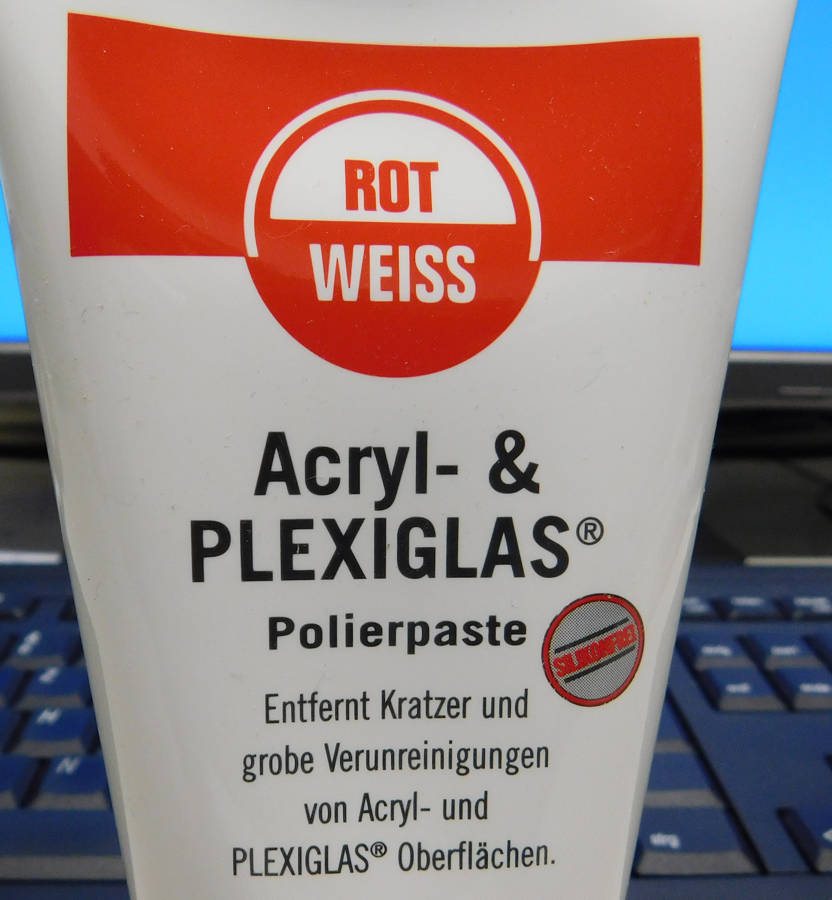 ROT
WEISS
Acryl- &
PLEXIGLAS®
Polierpaste
SILIKONFREI
Entfernt Kratzer und
grobe Verunreinigungen
von Acryl- und
PLEXIGLAS® Oberflächen.